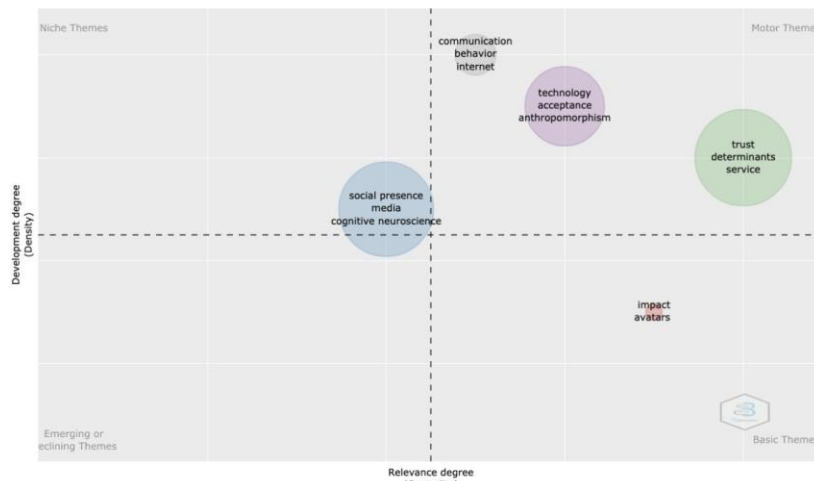 Niche Themes
Motor Theme
communication
behavior
internet
technology
acceptance
anthropomorphism
trust
determinants
service
social presence
media
cognitive neuroscience
Development degree
(Density)
impact
avatars
Emerging or
eclining Themes
Basic Theme
Relevance degree